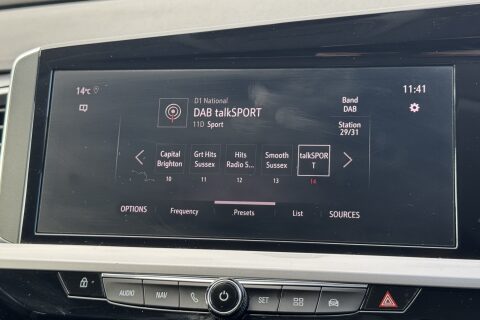 14°C
11:41
D1 National
DAB talkSPORT
11D Sport
Band
DAB
Station
29/31
Capital
Brighton
10
Grt Hits
Sussex
11
Hits
Radio S...
12
Smooth
Sussex
13
talkSPOR
T
14
OPTIONS
Frequency
Presets
List
SOURCES
AUDIO
NAV
SET